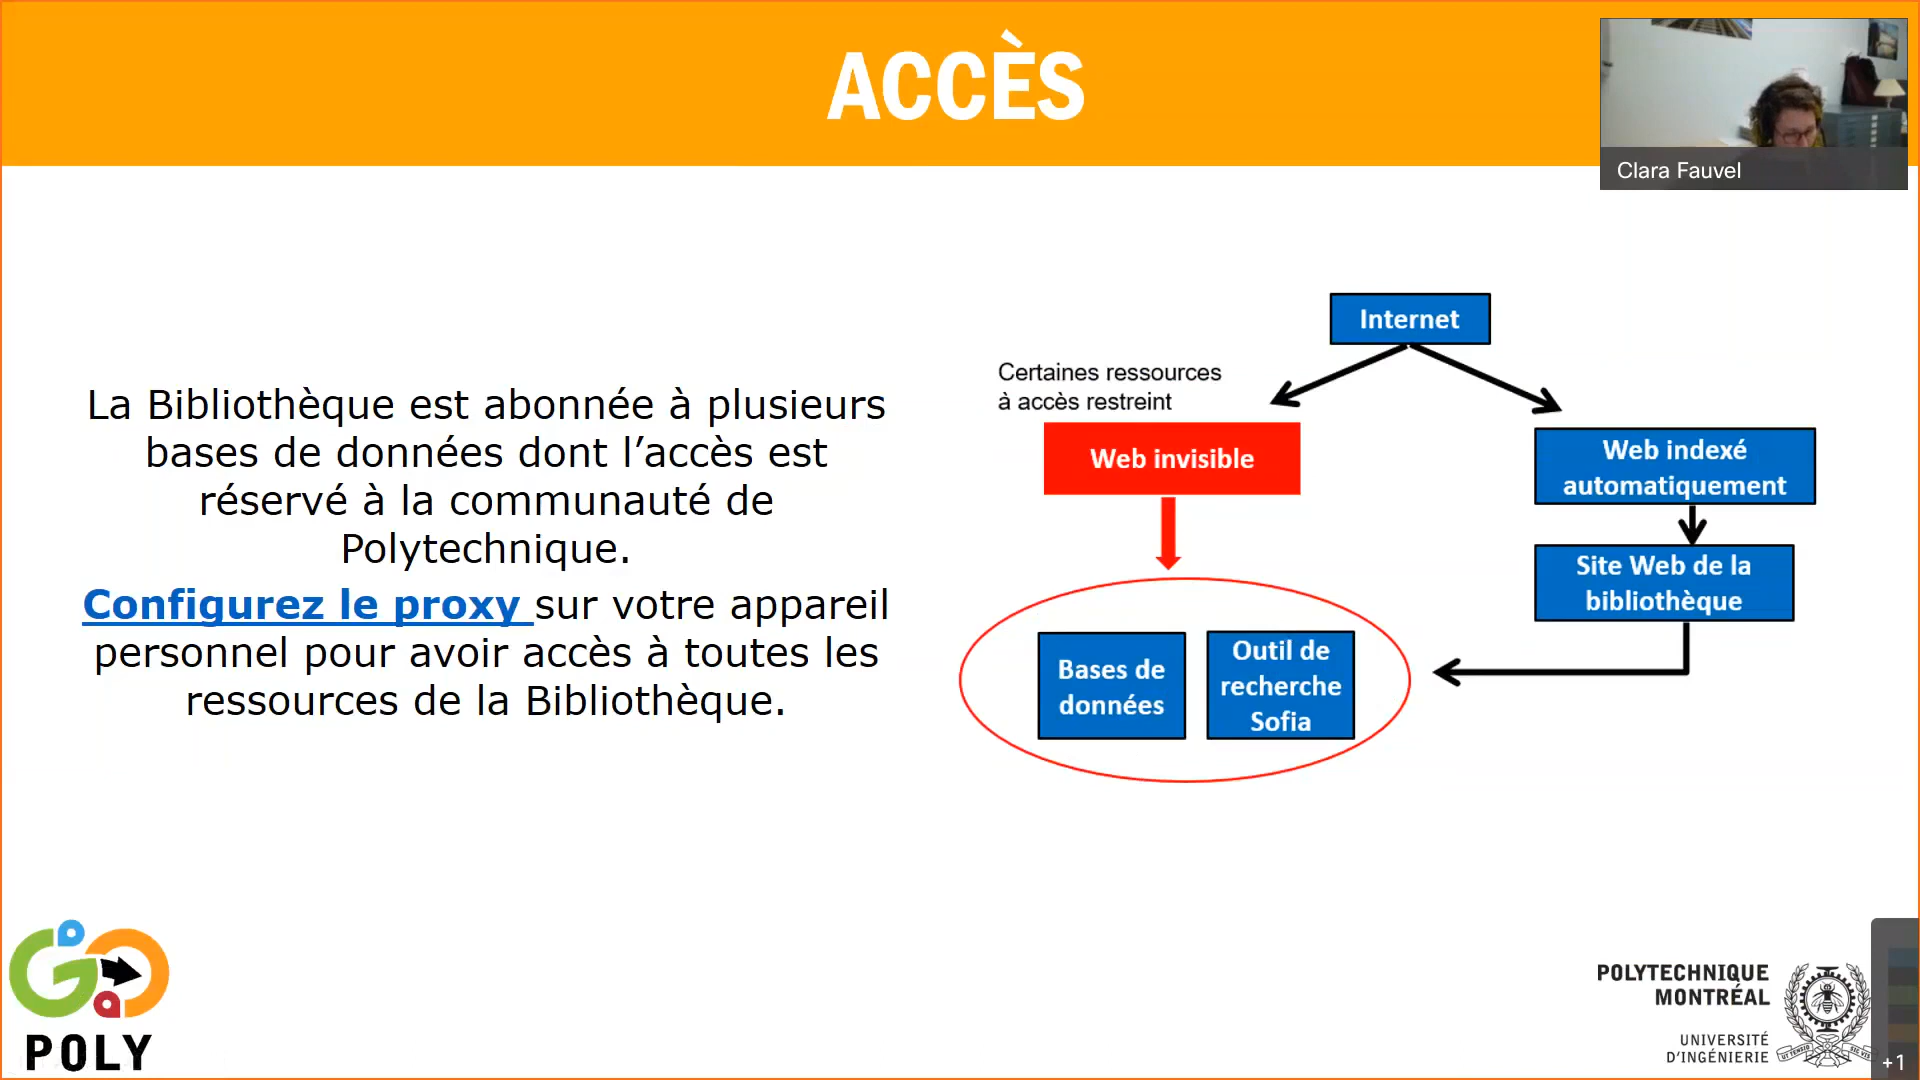 ACCÈS
Clara Fauvel
La Bibliothèque est abonnée à plusieurs
bases de données dont l’accès est
réservé à la communauté de
Polytechnique.
Configurez le proxy sur votre appareil
personnel pour avoir accès à toutes les
ressources de la Bibliothèque.
Internet
Certaines ressources
à accès restreint
Web invisible
Web indexé
automatiquement
Site Web de la
bibliothèque
Bases de
données
Outil de
recherche
Sofia
POLY
POLYTECHNIQUE
MONTRÉAL
UNIVERSITÉ
D'INGÉNIERIE
+1